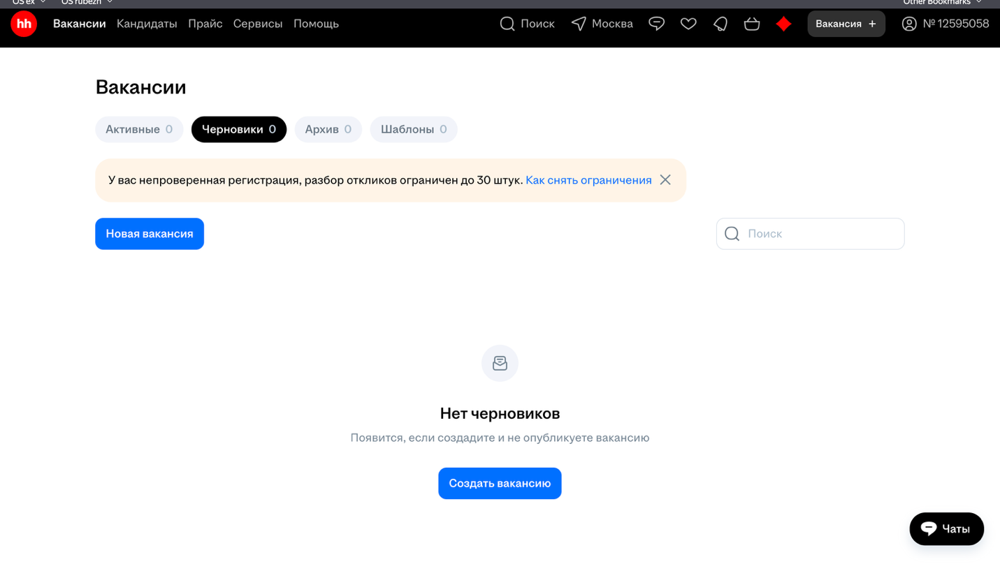 OS ex OS rubezh Other Bookmarks
hh Вакансии Кандидаты Прайс Сервисы Помощь Поиск Москва Вакансия + № 12595058
Вакансии
Активные 0 Черновики 0 Архив 0 Шаблоны 0
У вас непроверенная регистрация, разбор откликов ограничен до 30 штук. Как снять ограничения
Новая вакансия Поиск
Нет черновиков
Появится, если создадите и не опубликуете вакансию
Создать вакансию
Чаты